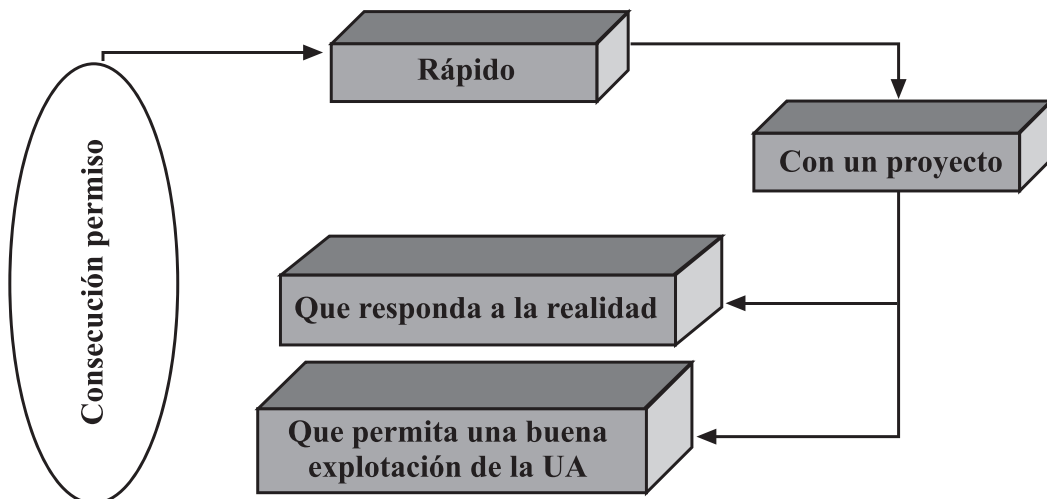 Consecución permiso
Rápido
Con un proyecto
Que responda a la realidad
Que permita una buena
explotación de la UA